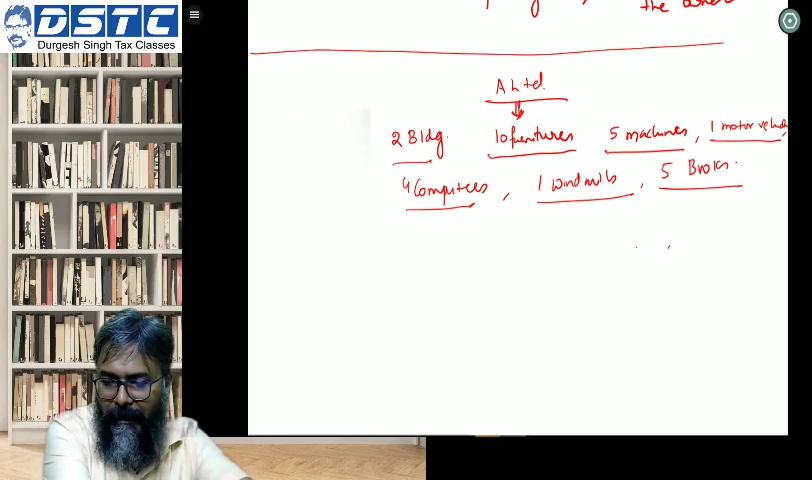 DSTC
Durgesh Singh Tax Classes
the
A Ltd.
2 Bldg. 10 furnitures 5 machines, 1 motor vehicle,
4 Computers, 1 windmills, 5 Books.